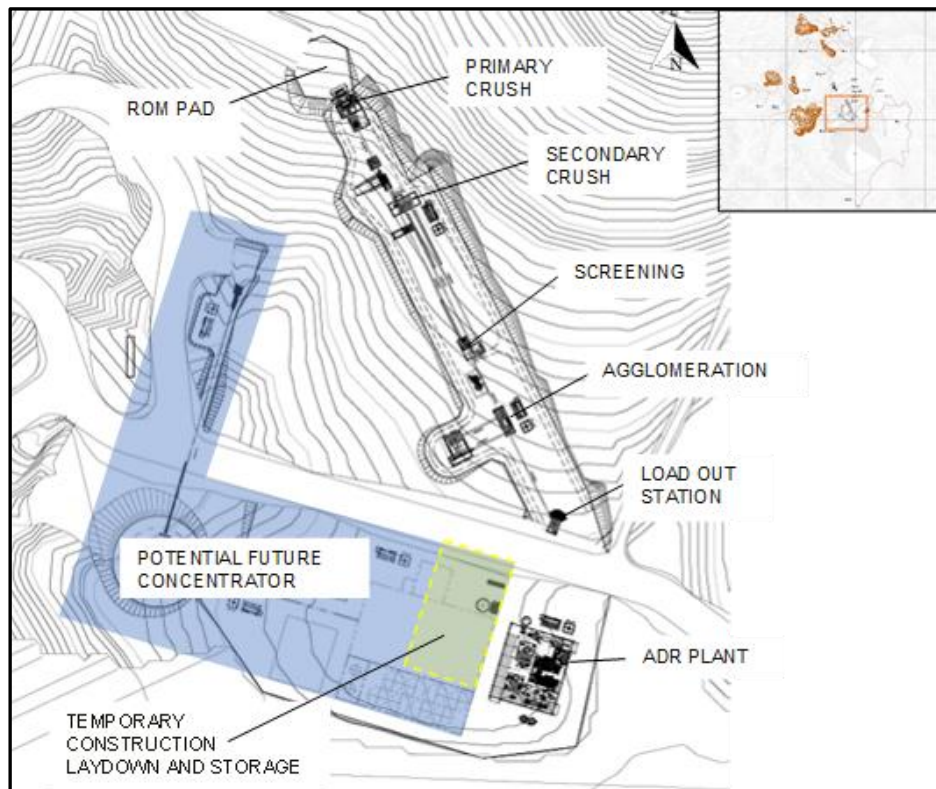 ROM PAD
PRIMARY
CRUSH
N
SECONDARY
CRUSH
SCREENING
AGGLOMERATION
LOAD OUT
STATION
POTENTIAL FUTURE
CONCENTRATOR
ADR PLANT
TEMPORARY
CONSTRUCTION
LAYDOWN AND STORAGE